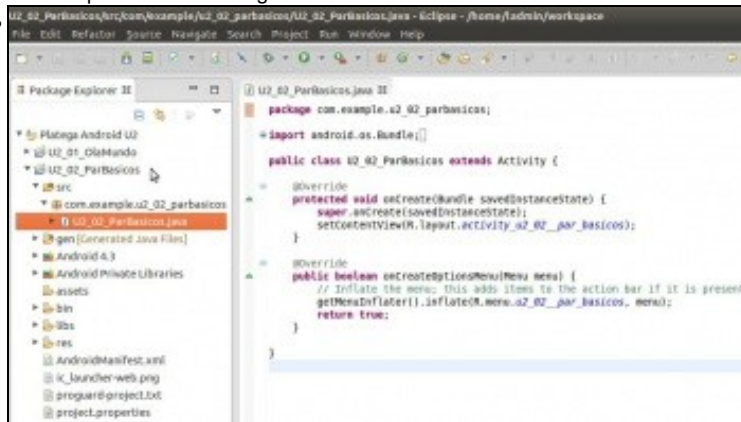 U2_02_ParBasicos/src/com/example/u2_02_parbasicos/U2_02_ParBasicos.java - Eclipse - /home/ladmin/workspace
File Edit Refactor Source Navigate Search Project Run Window Help
Package Explorer
Platega Android U2
U2_01_OlaMundo
U2_02_ParBasicos
src
com.example.u2_02_parbasicos
U2_02_ParBasicos.java
gen [Generated Java Files]
Android 4.3
Android Private Libraries
assets
bin
libs
res
AndroidManifest.xml
ic_launcher-web.png
proguard-project.txt
project.properties
U2_02_ParBasicos.java
package com.example.u2_02_parbasicos;
import android.os.Bundle;
public class U2_02_ParBasicos extends Activity {
@Override
protected void onCreate(Bundle savedInstanceState) {
super.onCreate(savedInstanceState);
setContentView(R.layout.activity_u2_02__par_basicos);
}
@Override
public boolean onCreateOptionsMenu(Menu menu) {
// Inflate the menu; this adds items to the action bar if it is present
getMenuInflater().inflate(R.menu.u2_02__par_basicos, menu);
return true;
}
}